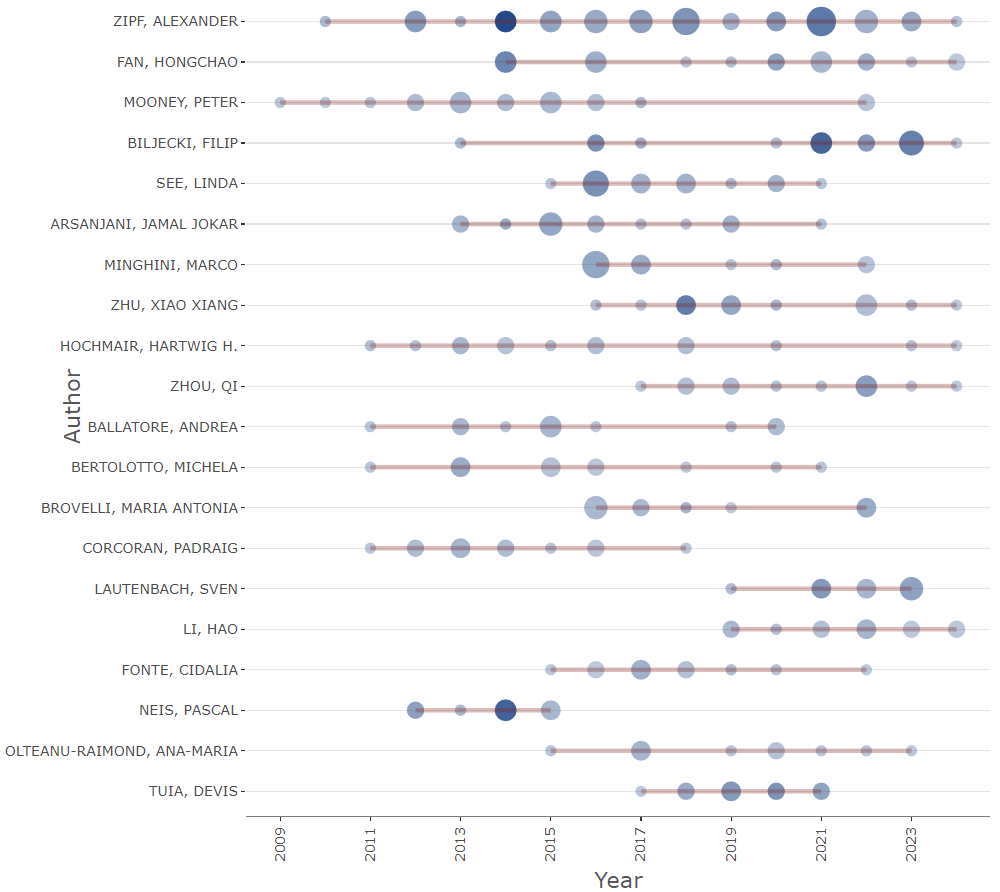 ZIPF, ALEXANDER
FAN, HONGCHAO
MOONEY, PETER
BILJECKI, FILIP
SEE, LINDA
ARSANJANI, JAMAL JOKAR
MINGHINI, MARCO
ZHU, XIAO XIANG
HOCHMAIR, HARTWIG H.
ZHOU, QI
Author
BALLATORE, ANDREA
BERTOLOTTO, MICHELA
BROVELLI, MARIA ANTONIA
CORCORAN, PADRAIG
LAUTENBACH, SVEN
LI, HAO
FONTE, CIDALIA
NEIS, PASCAL
OLTEANU-RAIMOND, ANA-MARIA
TUIA, DEVIS
2009 2011 2013 2015 2017 2019 2021 2023
Year